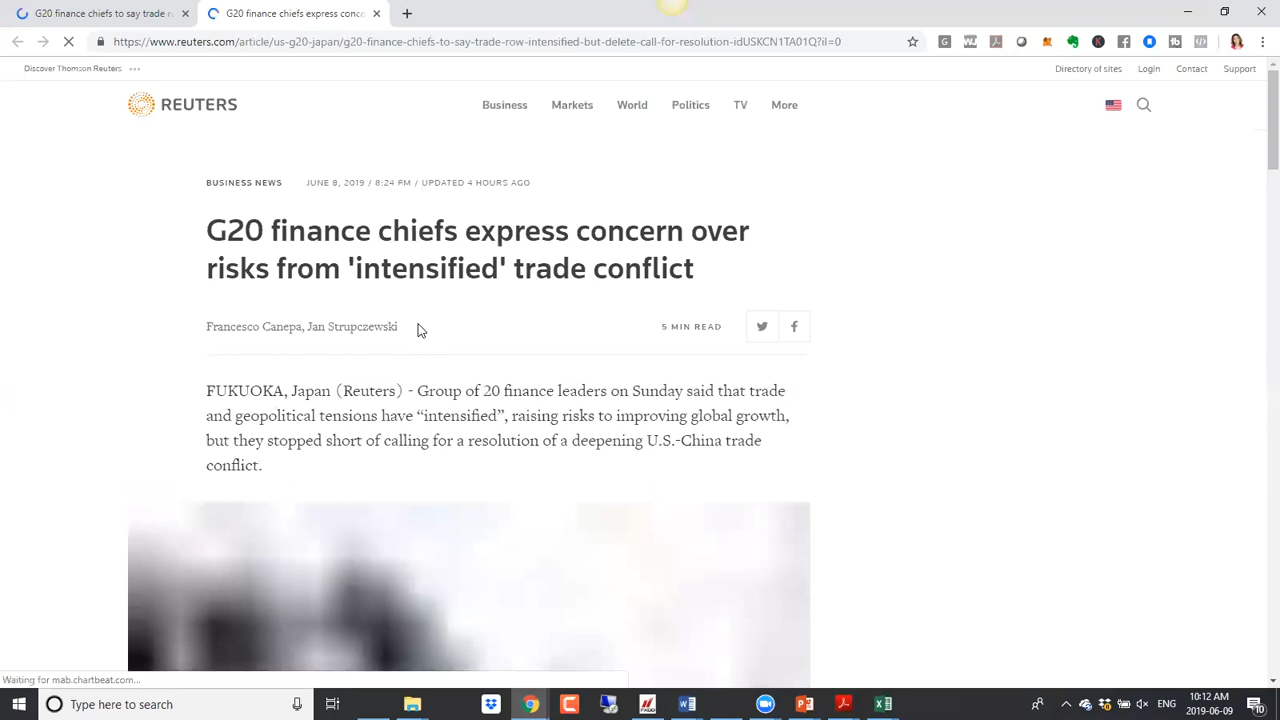 G20 finance chiefs to say trade r
G20 finance chiefs express conce
https://www.reuters.com/article/us-g20-japan/g20-finance-chiefs-to-say-trade-row-intensified-but-delete-call-for-resolution-idUSKCN1TA01Q?il=0
Discover Thomson Reuters ···
Directory of sites Login Contact Support
REUTERS
Business Markets World Politics TV More
BUSINESS NEWS JUNE 8, 2019 / 8:24 PM / UPDATED 4 HOURS AGO
G20 finance chiefs express concern over
risks from 'intensified' trade conflict
Francesco Canepa, Jan Strupczewski
5 MIN READ
FUKUOKA, Japan (Reuters) - Group of 20 finance leaders on Sunday said that trade
and geopolitical tensions have “intensified”, raising risks to improving global growth,
but they stopped short of calling for a resolution of a deepening U.S.-China trade
conflict.
Waiting for mab.chartbeat.com...
Type here to search
ENG
10:12 AM
2019-06-09